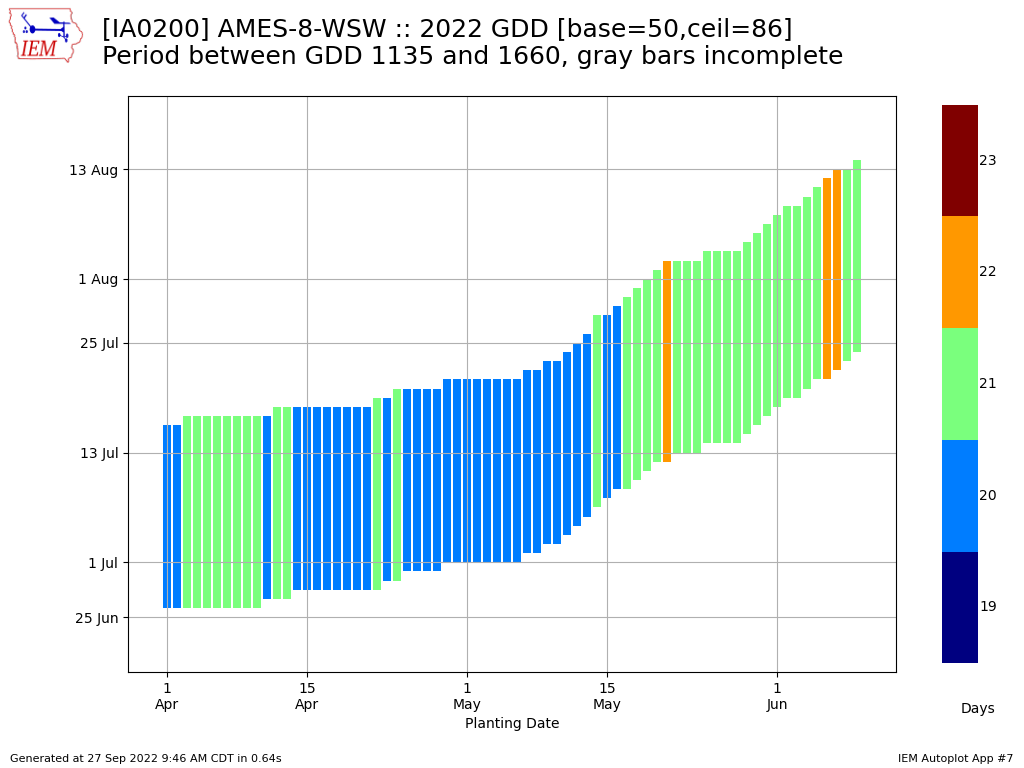 IEM
[IA0200] AMES-8-WSW :: 2022 GDD [base=50,ceil=86]
Period between GDD 1135 and 1660, gray bars incomplete
13 Aug
1 Aug
25 Jul
13 Jul
1 Jul
25 Jun
1 15 1 15 1
Apr Apr May May Jun
Planting Date
23
22
21
20
19
Days
Generated at 27 Sep 2022 9:46 AM CDT in 0.64s
IEM Autoplot App #7